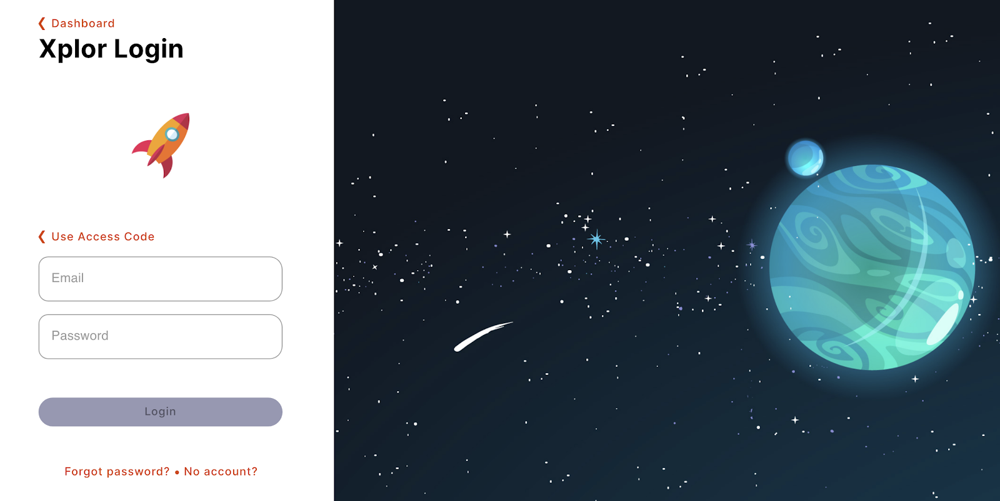 ❮ Dashboard
Xplor Login
❮ Use Access Code
Email
Password
Login
Forgot password? • No account?